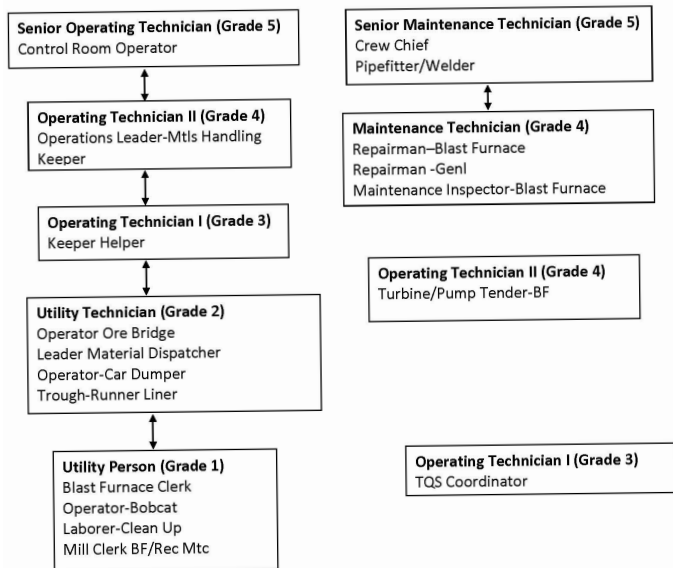 Senior Operating Technician (Grade 5)
Control Room Operator
Operating Technician II (Grade 4)
Operations Leader-Mtls Handling
Keeper
Operating Technician I (Grade 3)
Keeper Helper
Utility Technician (Grade 2)
Operator Ore Bridge
Leader Material Dispatcher
Operator-Car Dumper
Trough-Runner Liner
Utility Person (Grade 1)
Blast Furnace Clerk
Operator-Bobcat
Laborer-Clean Up
Mill Clerk BF/Rec Mtc
Senior Maintenance Technician (Grade 5)
Crew Chief
Pipefitter/Welder
Maintenance Technician (Grade 4)
Repairman–Blast Furnace
Repairman -Genl
Maintenance Inspector-Blast Furnace
Operating Technician II (Grade 4)
Turbine/Pump Tender-BF
Operating Technician I (Grade 3)
TQS Coordinator